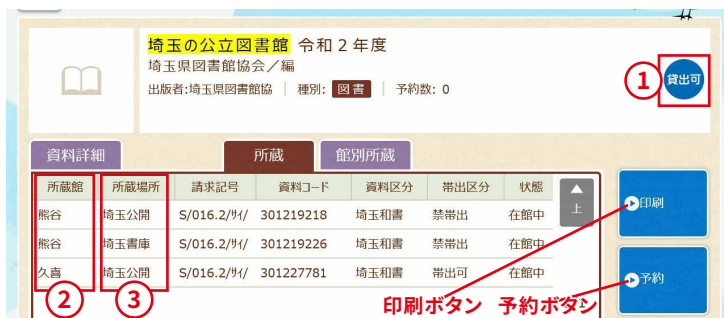 埼玉の公立図書館 令和２年度
埼玉県図書館協会／編
出版者:埼玉県図書館協 | 種別: 図書 | 予約数: 0
① 貸出可
資料詳細 所蔵 館別所蔵
所蔵館 所蔵場所 請求記号 資料コード 資料区分 帯出区分 状態
▲
上
熊谷 埼玉公開 S/016.2/ｻｲ/ 301219218 埼玉和書 禁帯出 在館中
熊谷 埼玉書庫 S/016.2/ｻｲ/ 301219226 埼玉和書 禁帯出 在館中
久喜 埼玉公開 S/016.2/ｻｲ/ 301227781 埼玉和書 帯出可 在館中
印刷
予約
② ③ 印刷ボタン 予約ボタン